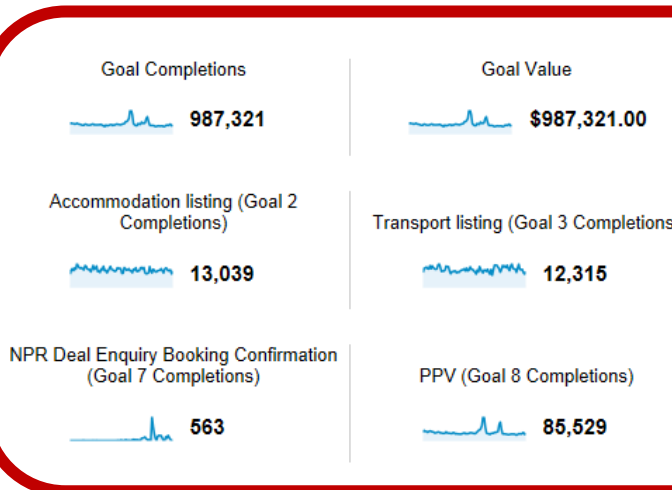 Goal Completions
987,321
Goal Value
$987,321.00
Accommodation listing (Goal 2
Completions)
13,039
Transport listing (Goal 3 Completions
12,315
NPR Deal Enquiry Booking Confirmation
(Goal 7 Completions)
563
PPV (Goal 8 Completions)
85,529